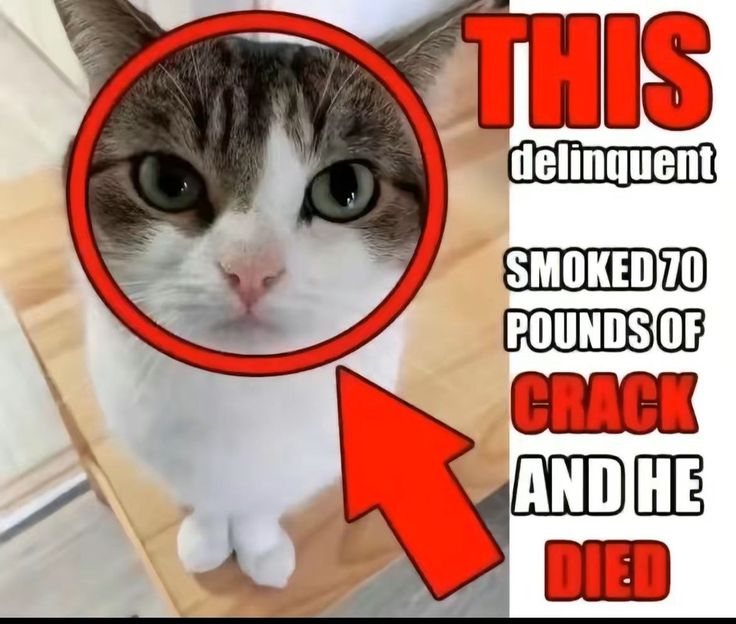 THIS
delinquent
SMOKED 70
POUNDS OF
CRACK
AND HE
DIED